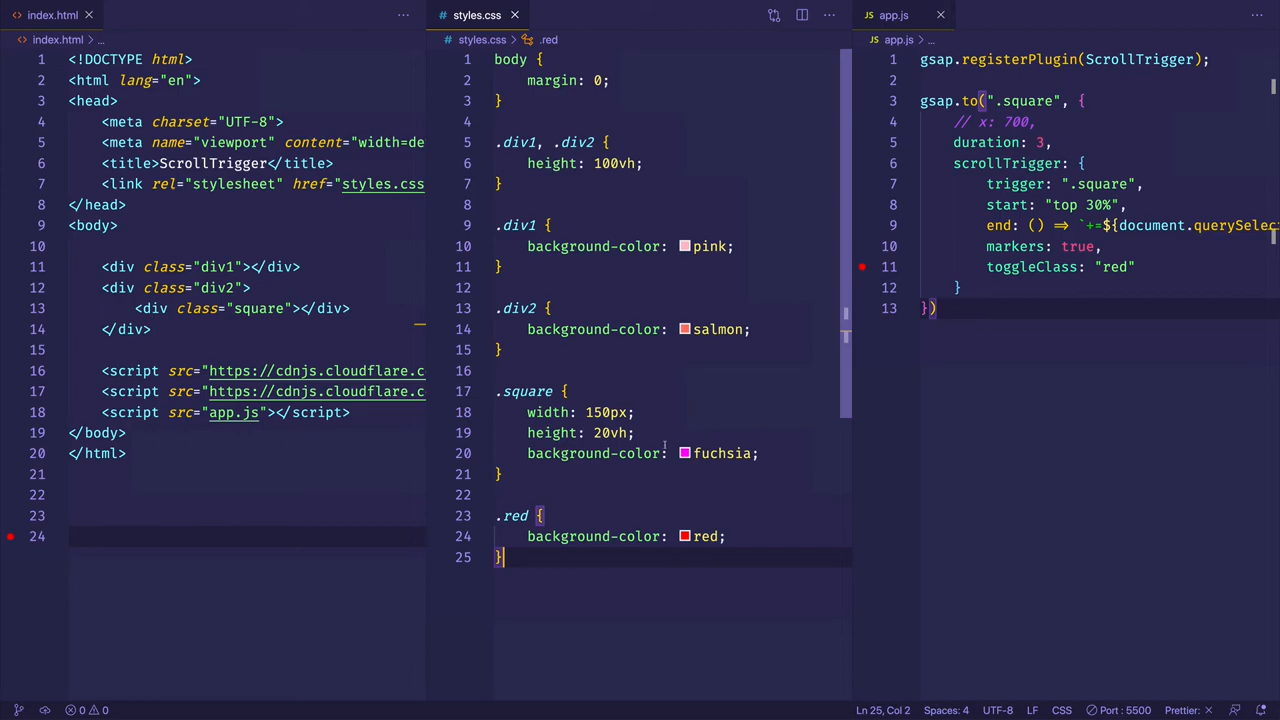 index.html
index.html > ...
1 <!DOCTYPE html>
2 <html lang="en">
3 <head>
4 <meta charset="UTF-8">
5 <meta name="viewport" content="width=de
6 <title>ScrollTrigger</title>
7 <link rel="stylesheet" href="styles.css
8 </head>
9 <body>
10
11 <div class="div1"></div>
12 <div class="div2">
13 <div class="square"></div>
14 </div>
15
16 <script src="https://cdnjs.cloudflare.c
17 <script src="https://cdnjs.cloudflare.c
18 <script src="app.js"></script>
19 </body>
20 </html>
21
22
23
24
styles.css
styles.css > .red
1 body {
2 margin: 0;
3 }
4
5 .div1, .div2 {
6 height: 100vh;
7 }
8
9 .div1 {
10 background-color: pink;
11 }
12
13 .div2 {
14 background-color: salmon;
15 }
16
17 .square {
18 width: 150px;
19 height: 20vh;
20 background-color: fuchsia;
21 }
22
23 .red {
24 background-color: red;
25 }
app.js
app.js > ...
1 gsap.registerPlugin(ScrollTrigger);
2
3 gsap.to(".square", {
4 // x: 700,
5 duration: 3,
6 scrollTrigger: {
7 trigger: ".square",
8 start: "top 30%",
9 end: () => `+=${document.querySelec
10 markers: true,
11 toggleClass: "red"
12 }
13 })
0 0
Ln 25, Col 2 Spaces: 4 UTF-8 LF CSS Port : 5500 Prettier: